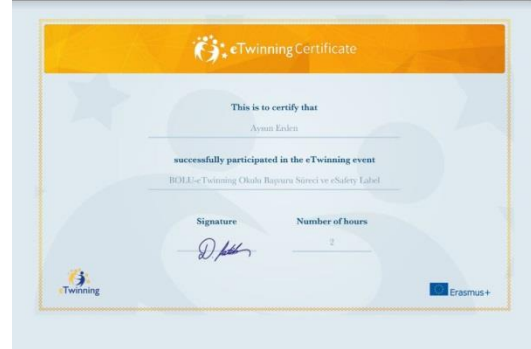 eTwinning Certificate
This is to certify that
Aysun Erden
successfully participated in the eTwinning event
BOLU-eTwinning Okulu Başvuru Süreci ve eSafety Label
Signature
Number of hours
2
eTwinning
Erasmus+